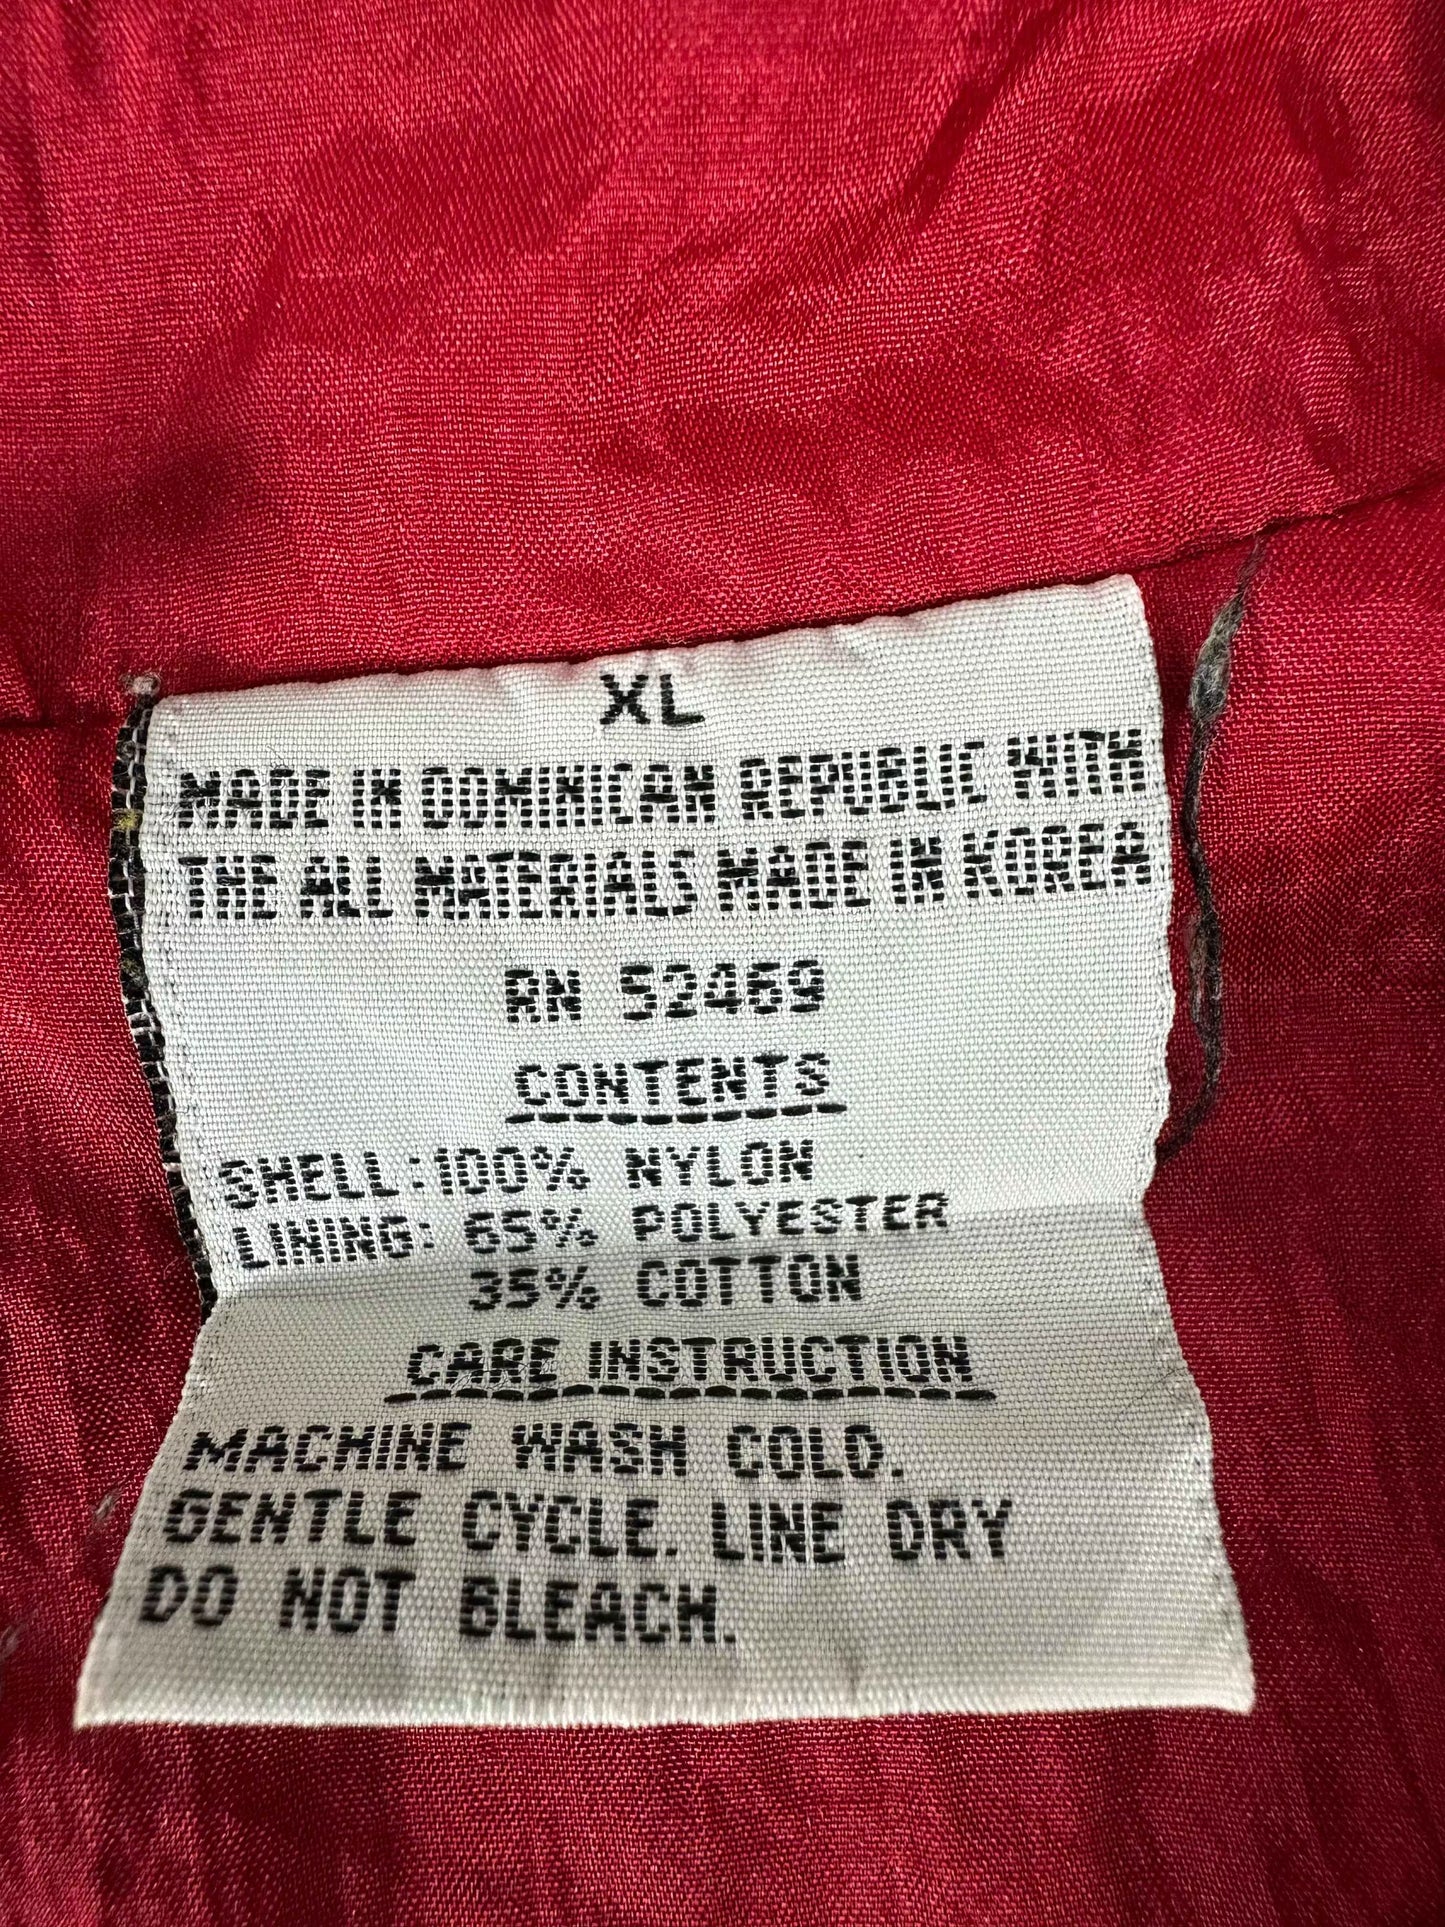 XL
MADE IN DOMINICAN REPUBLIC WITH
THE ALL MATERIALS MADE IN KOREA
RN 52469
CONTENTS
SHELL:100% NYLON
LINING: 65% POLYESTER
35% COTTON
CARE INSTRUCTION
MACHINE WASH COLD.
GENTLE CYCLE. LINE DRY
DO NOT BLEACH.